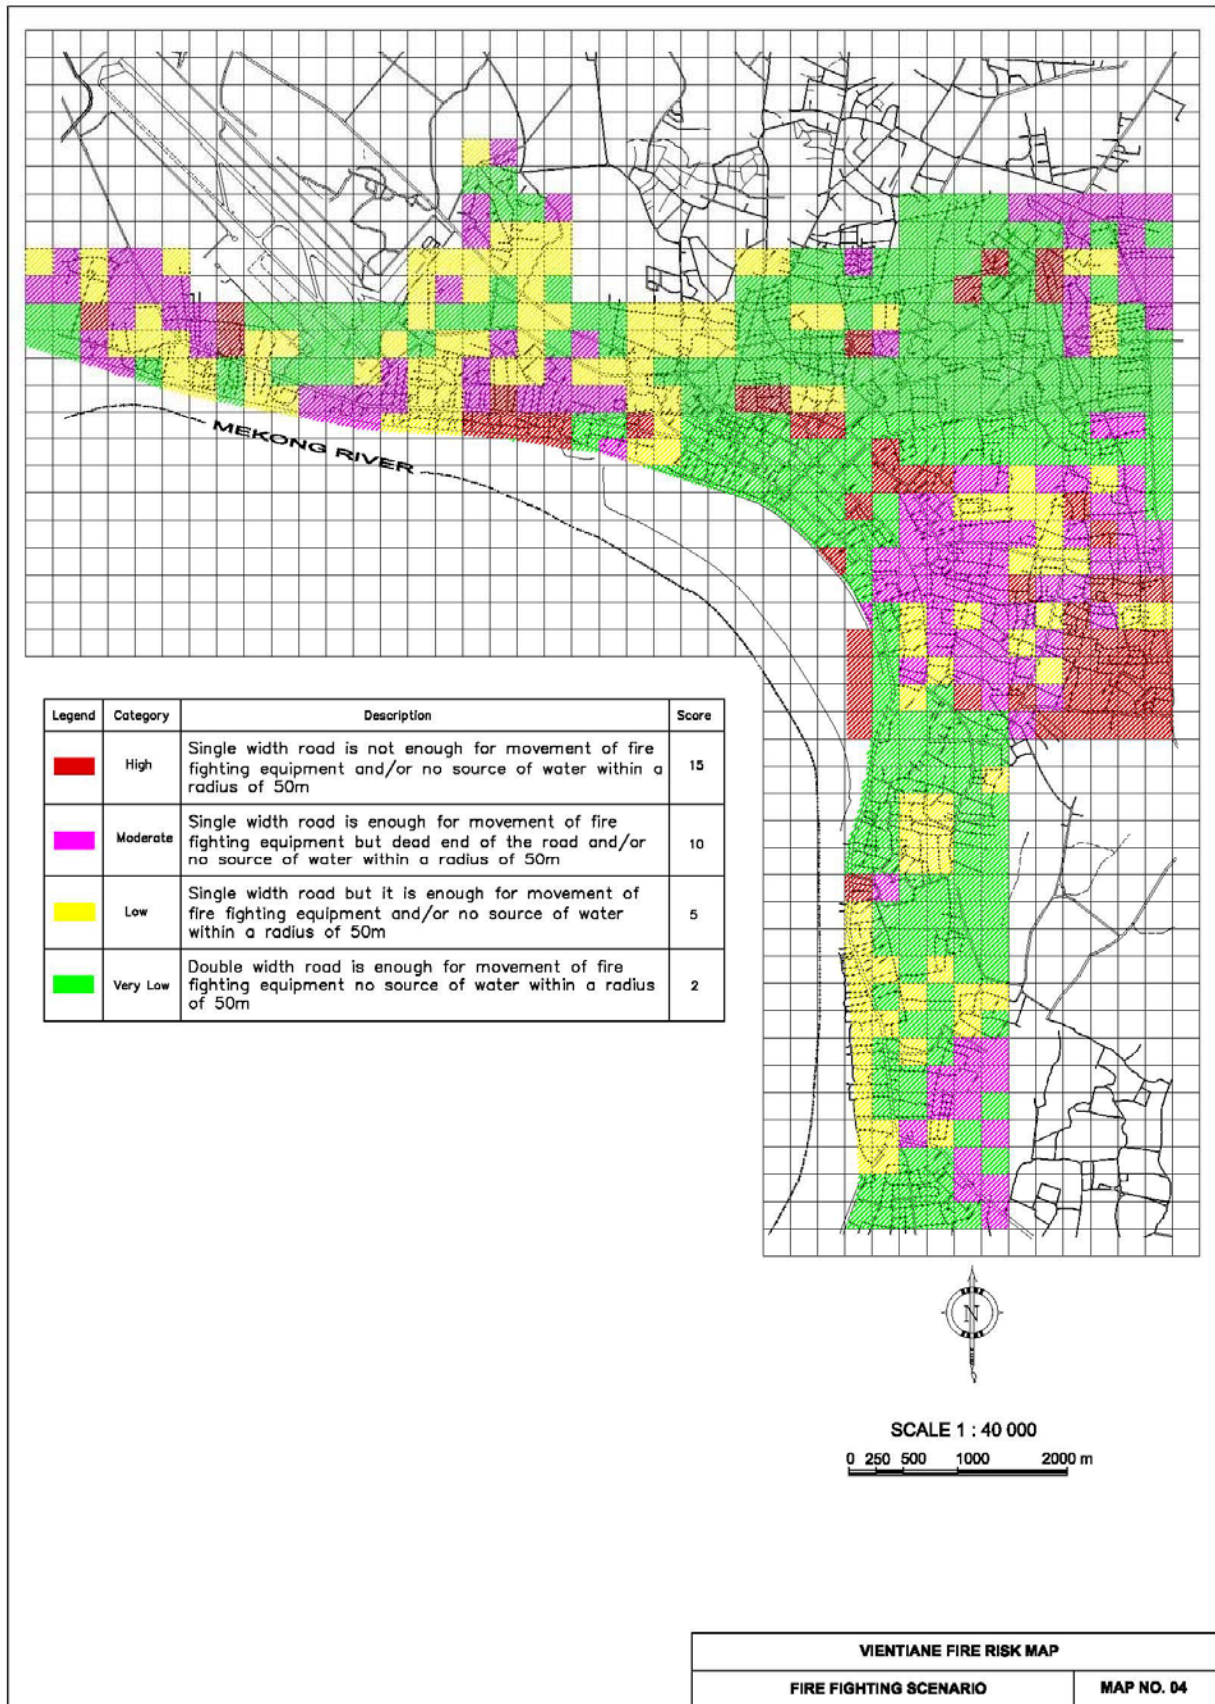 MEKONG RIVER
Legend Category Description Score
High
Single width road is not enough for movement of fire
fighting equipment and/or no source of water within a
radius of 50m
15
Moderate
Single width road is enough for movement of fire
fighting equipment but dead end of the road and/or
no source of water within a radius of 50m
10
Low
Single width road but it is enough for movement of
fire fighting equipment and/or no source of water
within a radius of 50m
5
Very Low
Double width road is enough for movement of fire
fighting equipment no source of water within a radius
of 50m
2
N
SCALE 1 : 40 000
0 250 500 1000 2000 m
VIENTIANE FIRE RISK MAP
FIRE FIGHTING SCENARIO MAP NO. 04